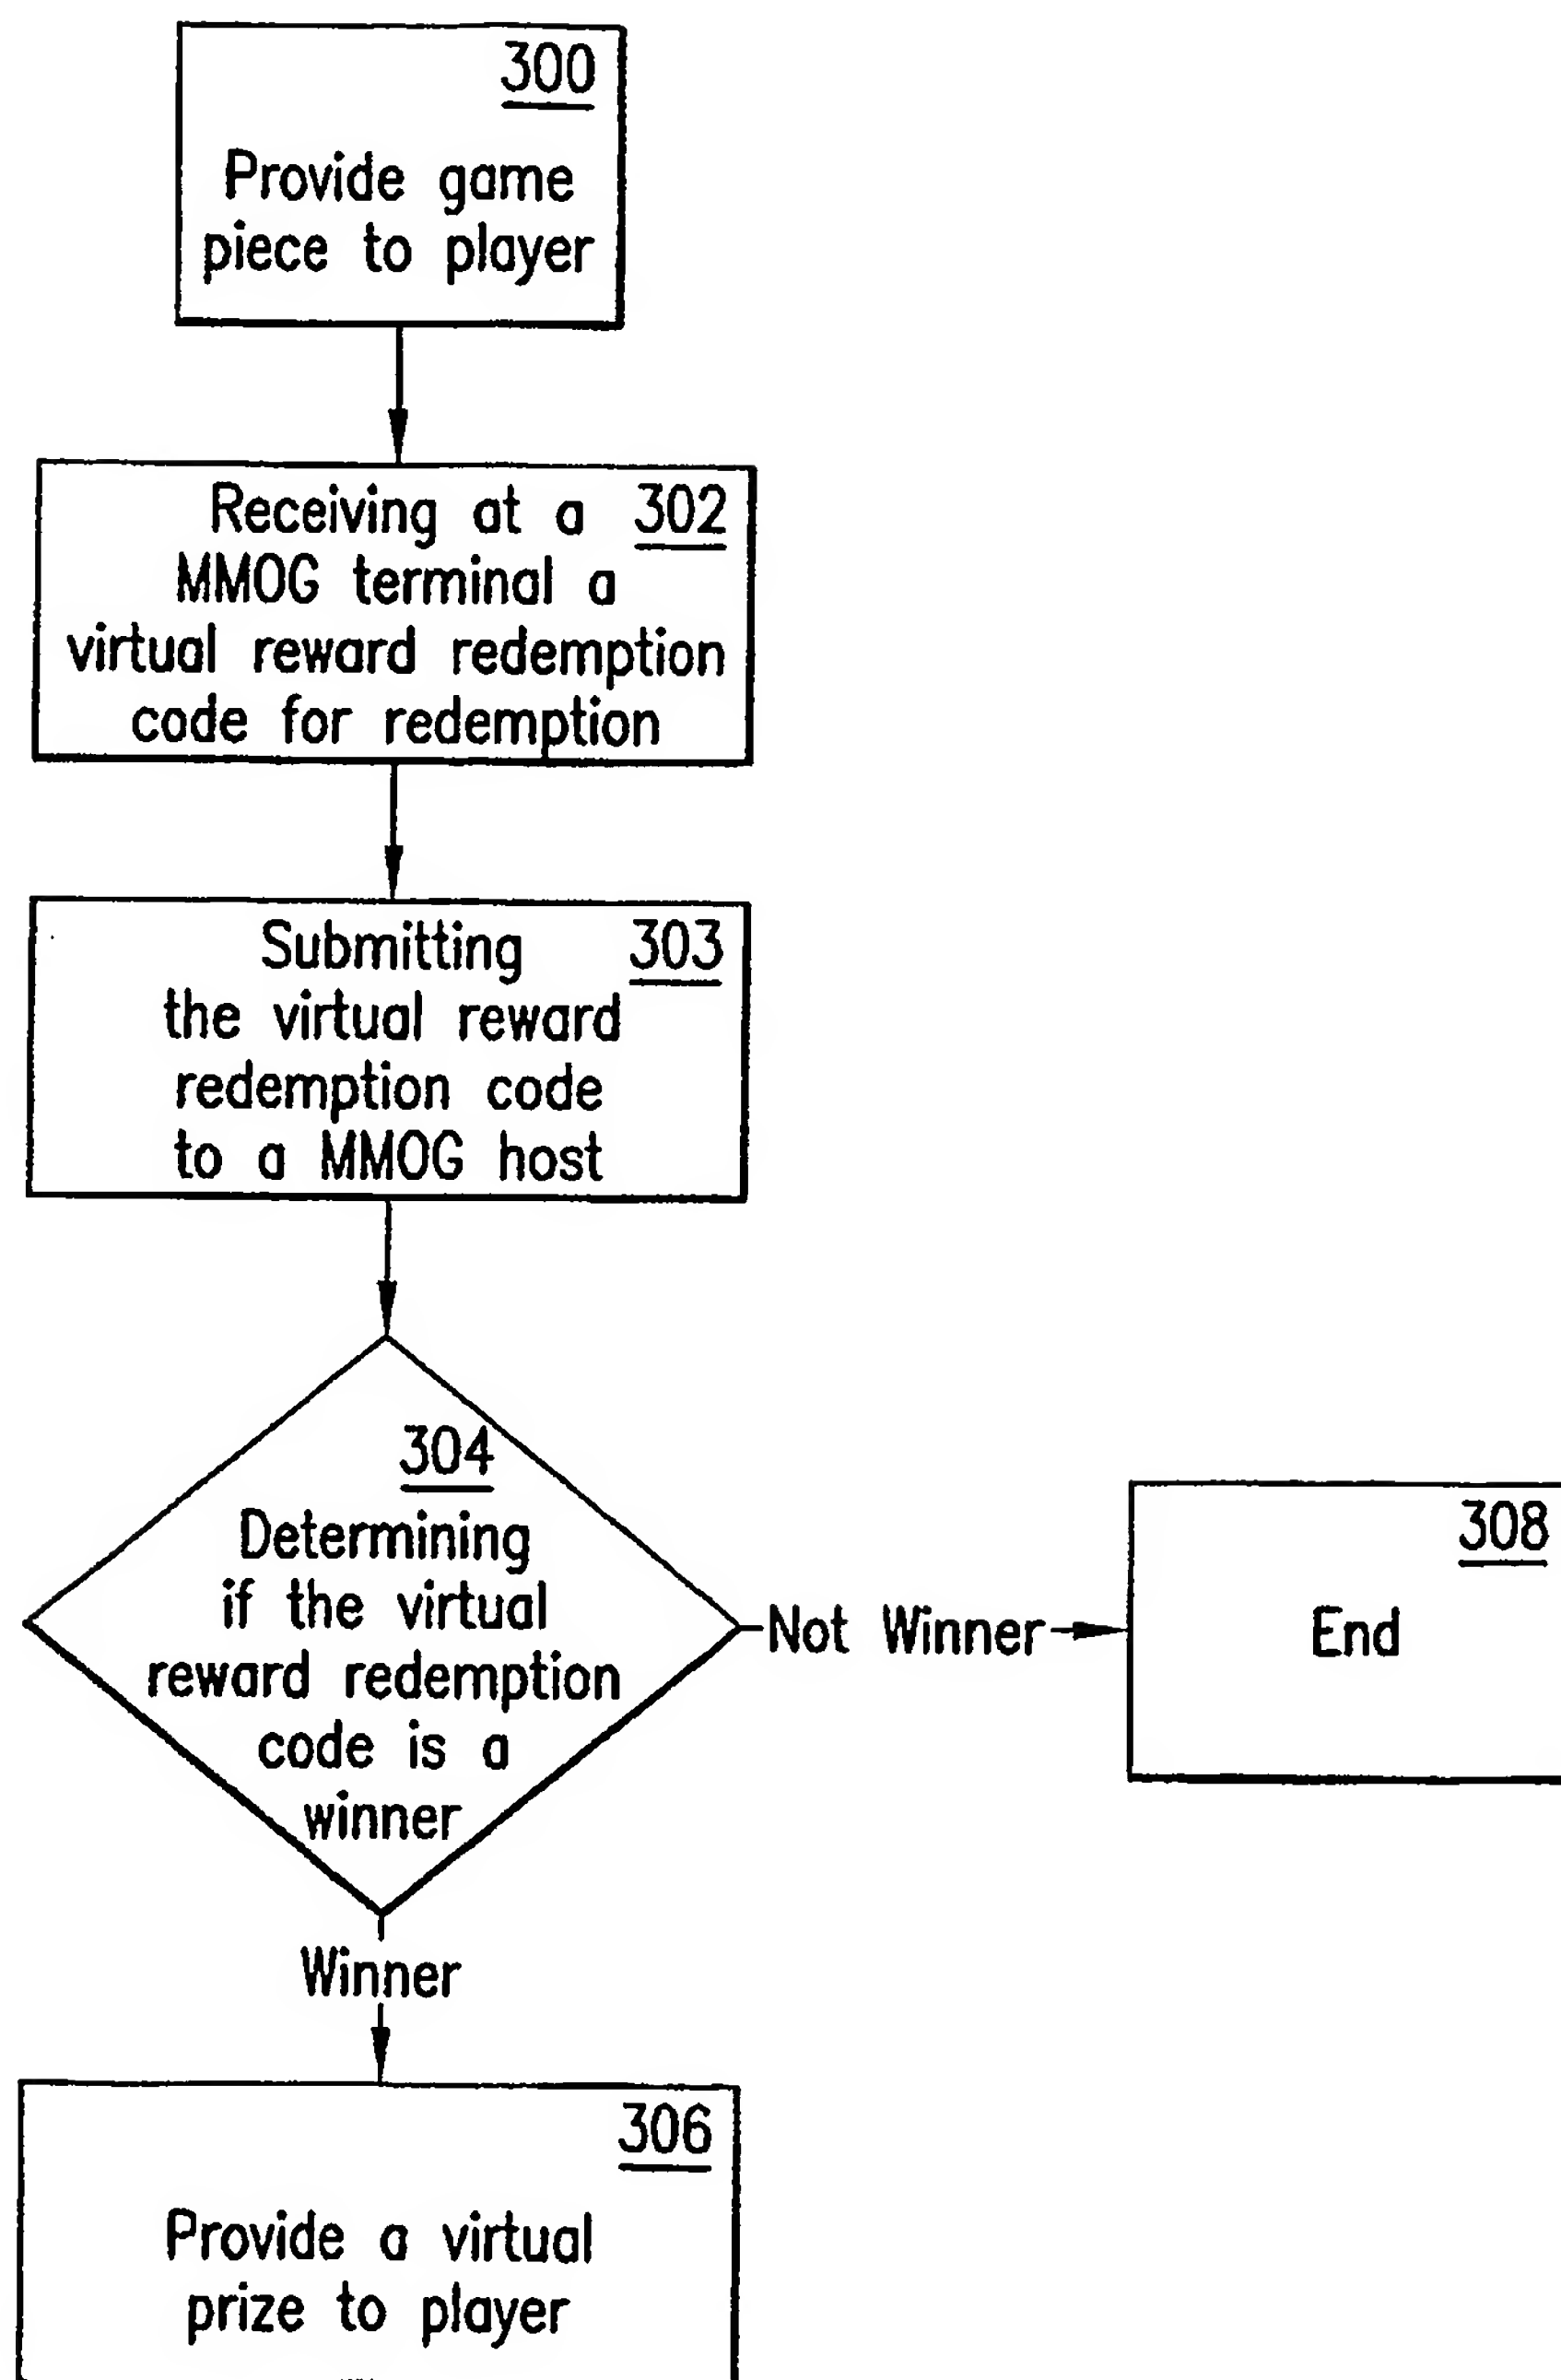 300
Provide game
piece to player
Receiving at a 302
MMOG terminal a
virtual reward redemption
code for redemption
Submitting 303
the virtual reward
redemption code
to a MMOG host
304
Determining
if the virtual
reward redemption
code is a
winner
Not Winner
308
End
Winner
306
Provide a virtual
prize to player